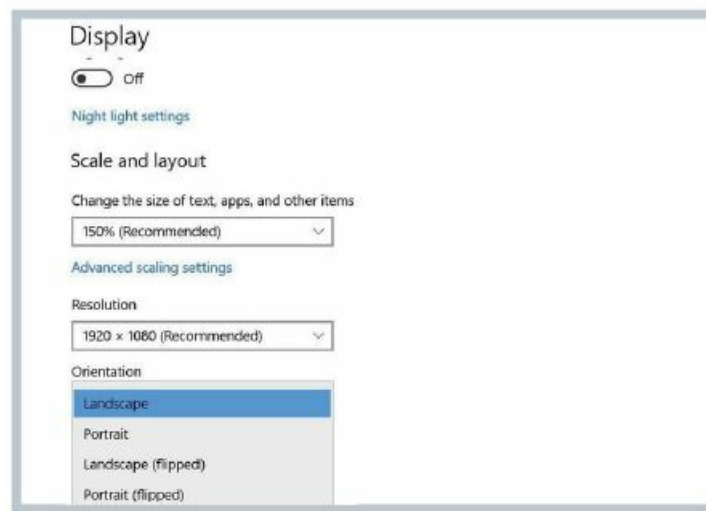 Display
Off
Night light settings
Scale and layout
Change the size of text, apps, and other items
150% (Recommended)
Advanced scaling settings
Resolution
1920 × 1080 (Recommended)
Orientation
Landscape
Portrait
Landscape (flipped)
Portrait (flipped)